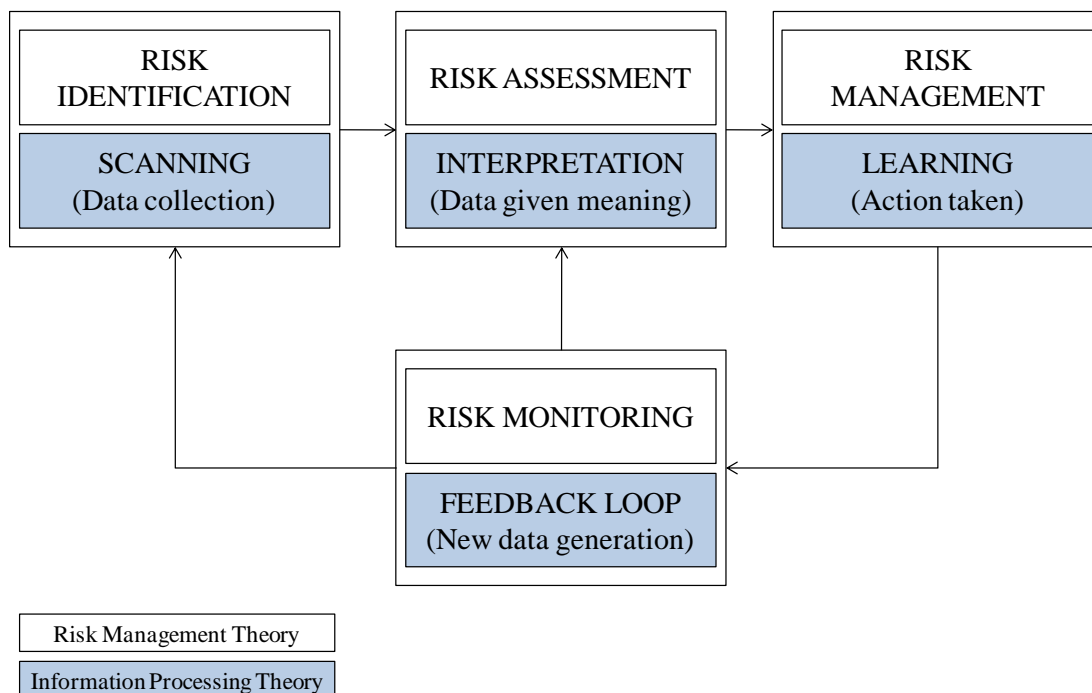 RISK
IDENTIFICATION
SCANNING
(Data collection)
RISK ASSESSMENT
INTERPRETATION
(Data given meaning)
RISK
MANAGEMENT
LEARNING
(Action taken)
RISK MONITORING
FEEDBACK LOOP
(New data generation)
Risk Management Theory
Information Processing Theory